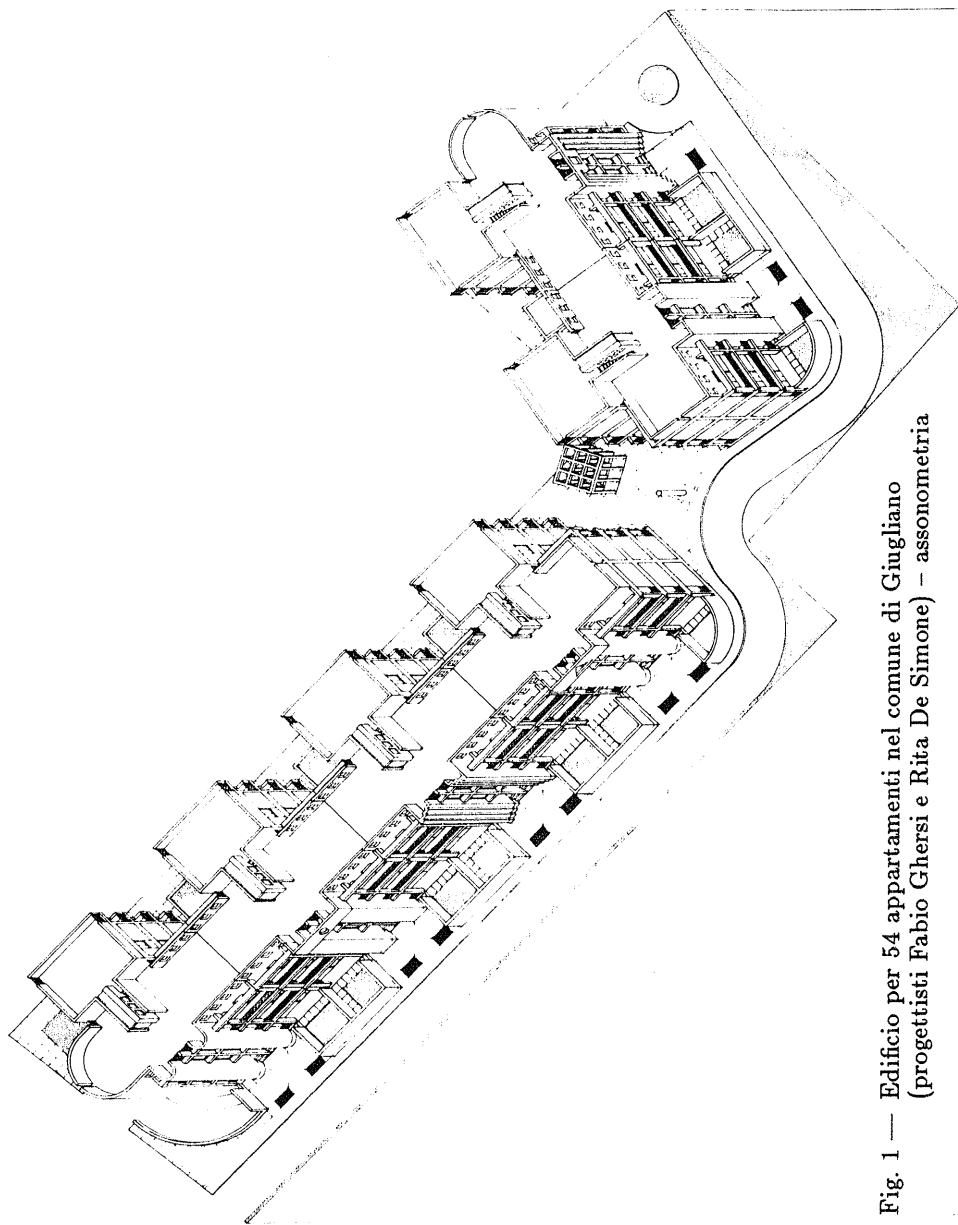 Fig. 1 — Edificio per 54 appartamenti nel comune di Giugliano
(progettisti Fabio Ghersi e Rita De Simone) – assonometria